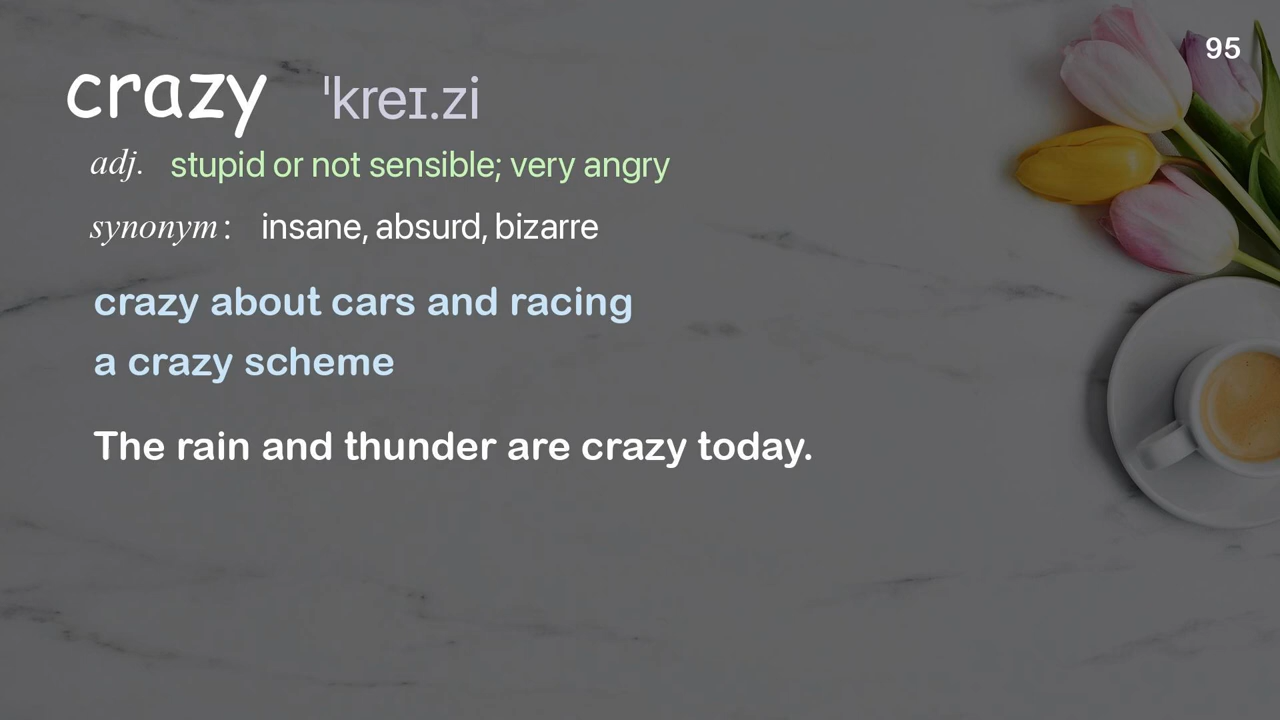 95
crazy ˈkreɪ.zi
adj. stupid or not sensible; very angry
synonym: insane, absurd, bizarre
crazy about cars and racing
a crazy scheme
The rain and thunder are crazy today.